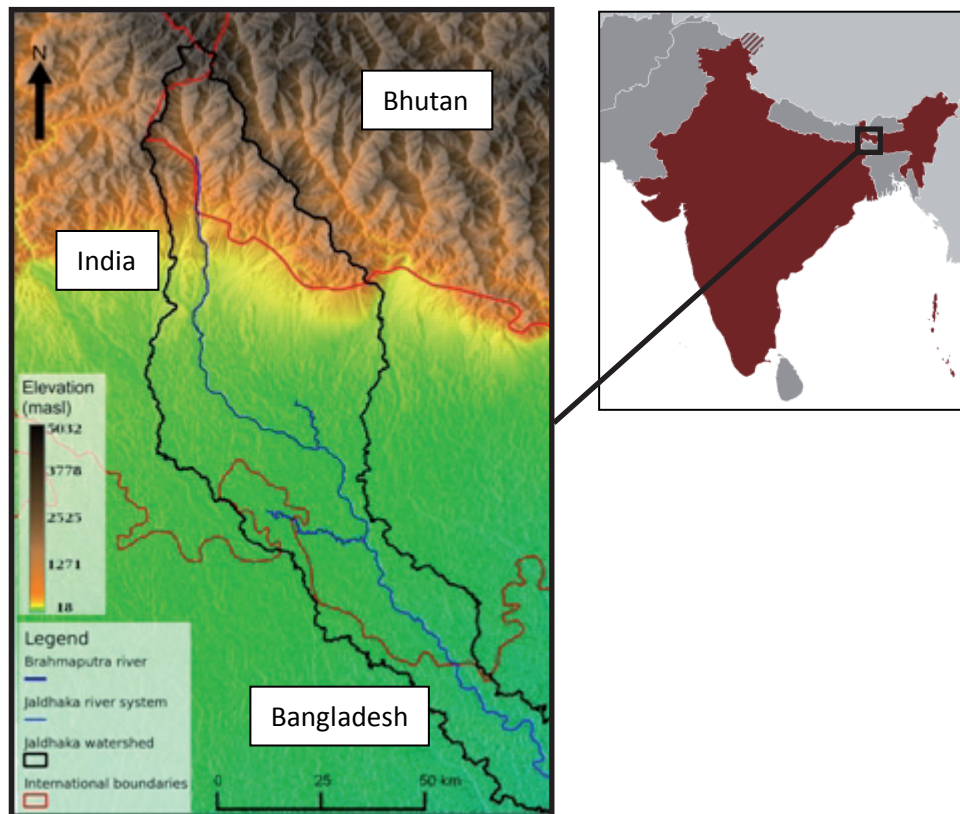 N
Bhutan
India
Elevation
(masl)
5032
3778
2525
1271
18
Legend
Brahmaputra river
Jaldhaka river system
Jaldhaka watershed
International boundaries
Bangladesh
0 25 50 km